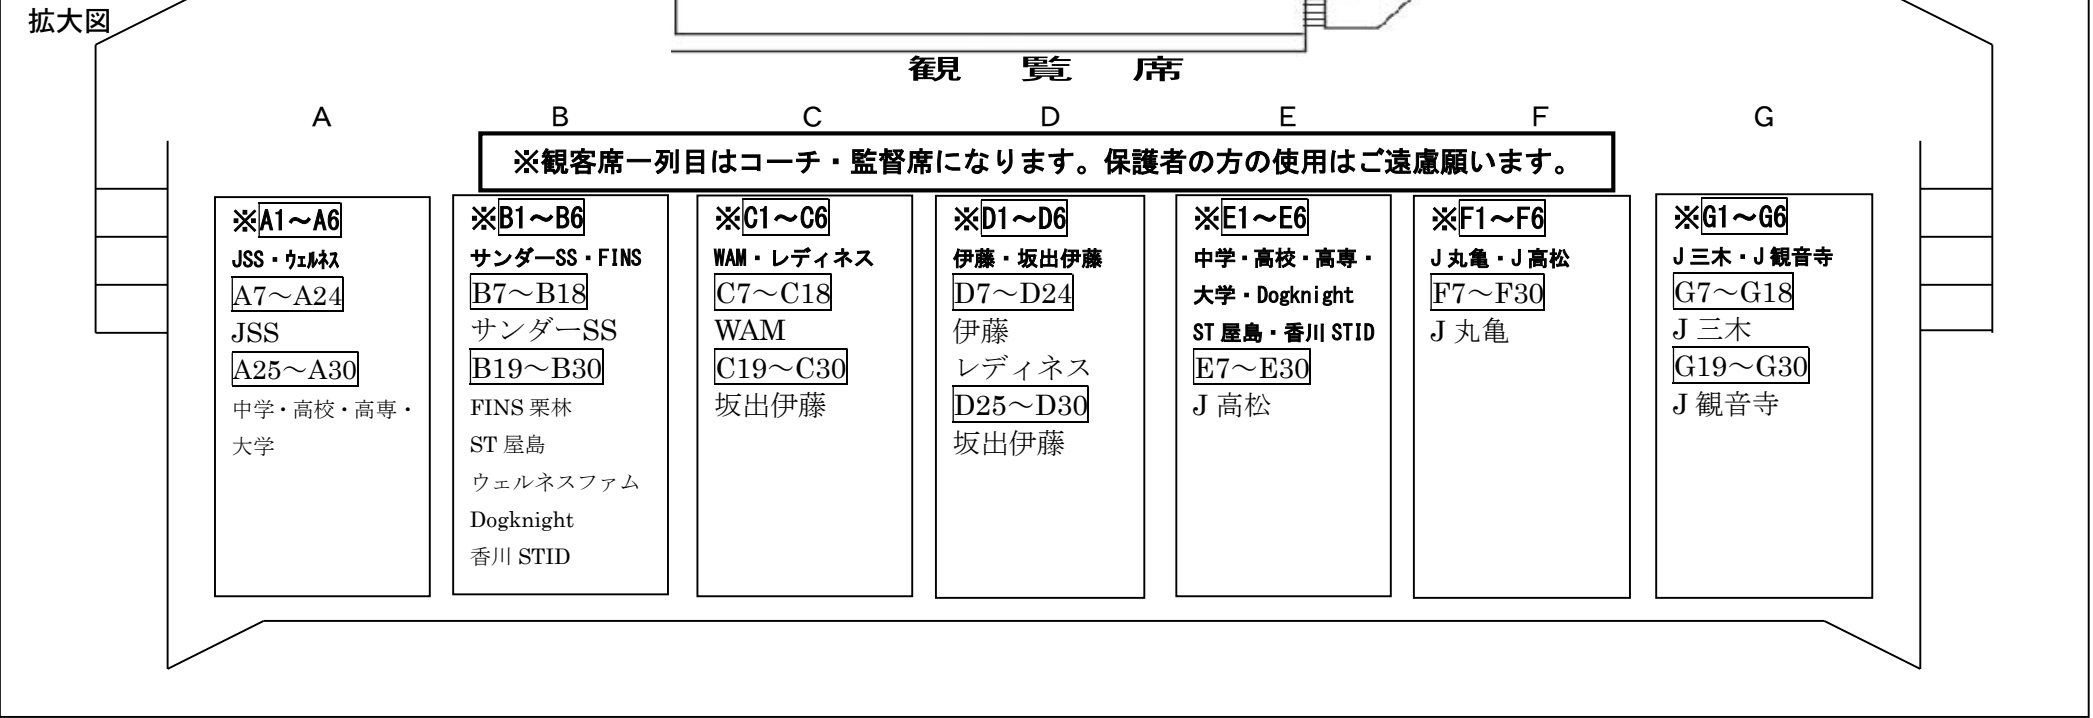 拡大図
観 覧 席
A B C D E F G
※観客席一列目はコーチ・監督席になります。保護者の方の使用はご遠慮願います。
※A1～A6
JSS・ｳｪﾙﾈｽ
A7～A24
JSS
A25～A30
中学・高校・高専・
大学
※B1～B6
サンダーSS・FINS
B7～B18
サンダーSS
B19～B30
FINS 栗林
ST 屋島
ウェルネスファム
Dogknight
香川 STID
※C1～C6
WAM・レディネス
C7～C18
WAM
C19～C30
坂出伊藤
※D1～D6
伊藤・坂出伊藤
D7～D24
伊藤
レディネス
D25～D30
坂出伊藤
※E1～E6
中学・高校・高専・
大学・Dogknight
ST 屋島・香川 STID
E7～E30
J 高松
※F1～F6
J 丸亀・J 高松
F7～F30
J 丸亀
※G1～G6
J 三木・J 観音寺
G7～G18
J 三木
G19～G30
J 観音寺